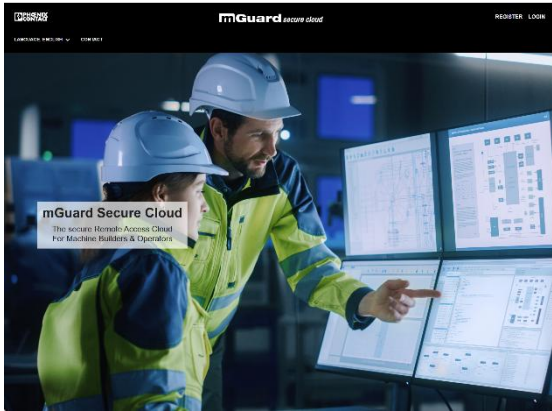 PHOENIX CONTACT
mGuard secure cloud
REGISTER LOGIN
LANGUAGE: ENGLISH CONTACT
mGuard Secure Cloud
The secure Remote Access Cloud
For Machine Builders & Operators